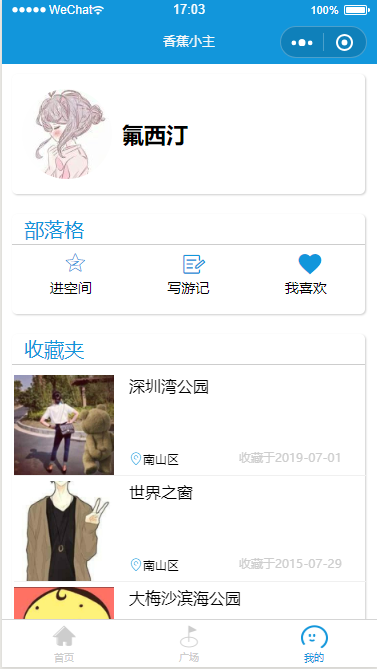 WeChat
17:03
100%
香蕉小主
氟西汀
部落格
进空间
写游记
我喜欢
收藏夹
深圳湾公园
南山区
收藏于2019-07-01
世界之窗
南山区
收藏于2015-07-29
大梅沙滨海公园
首页
广场
我的